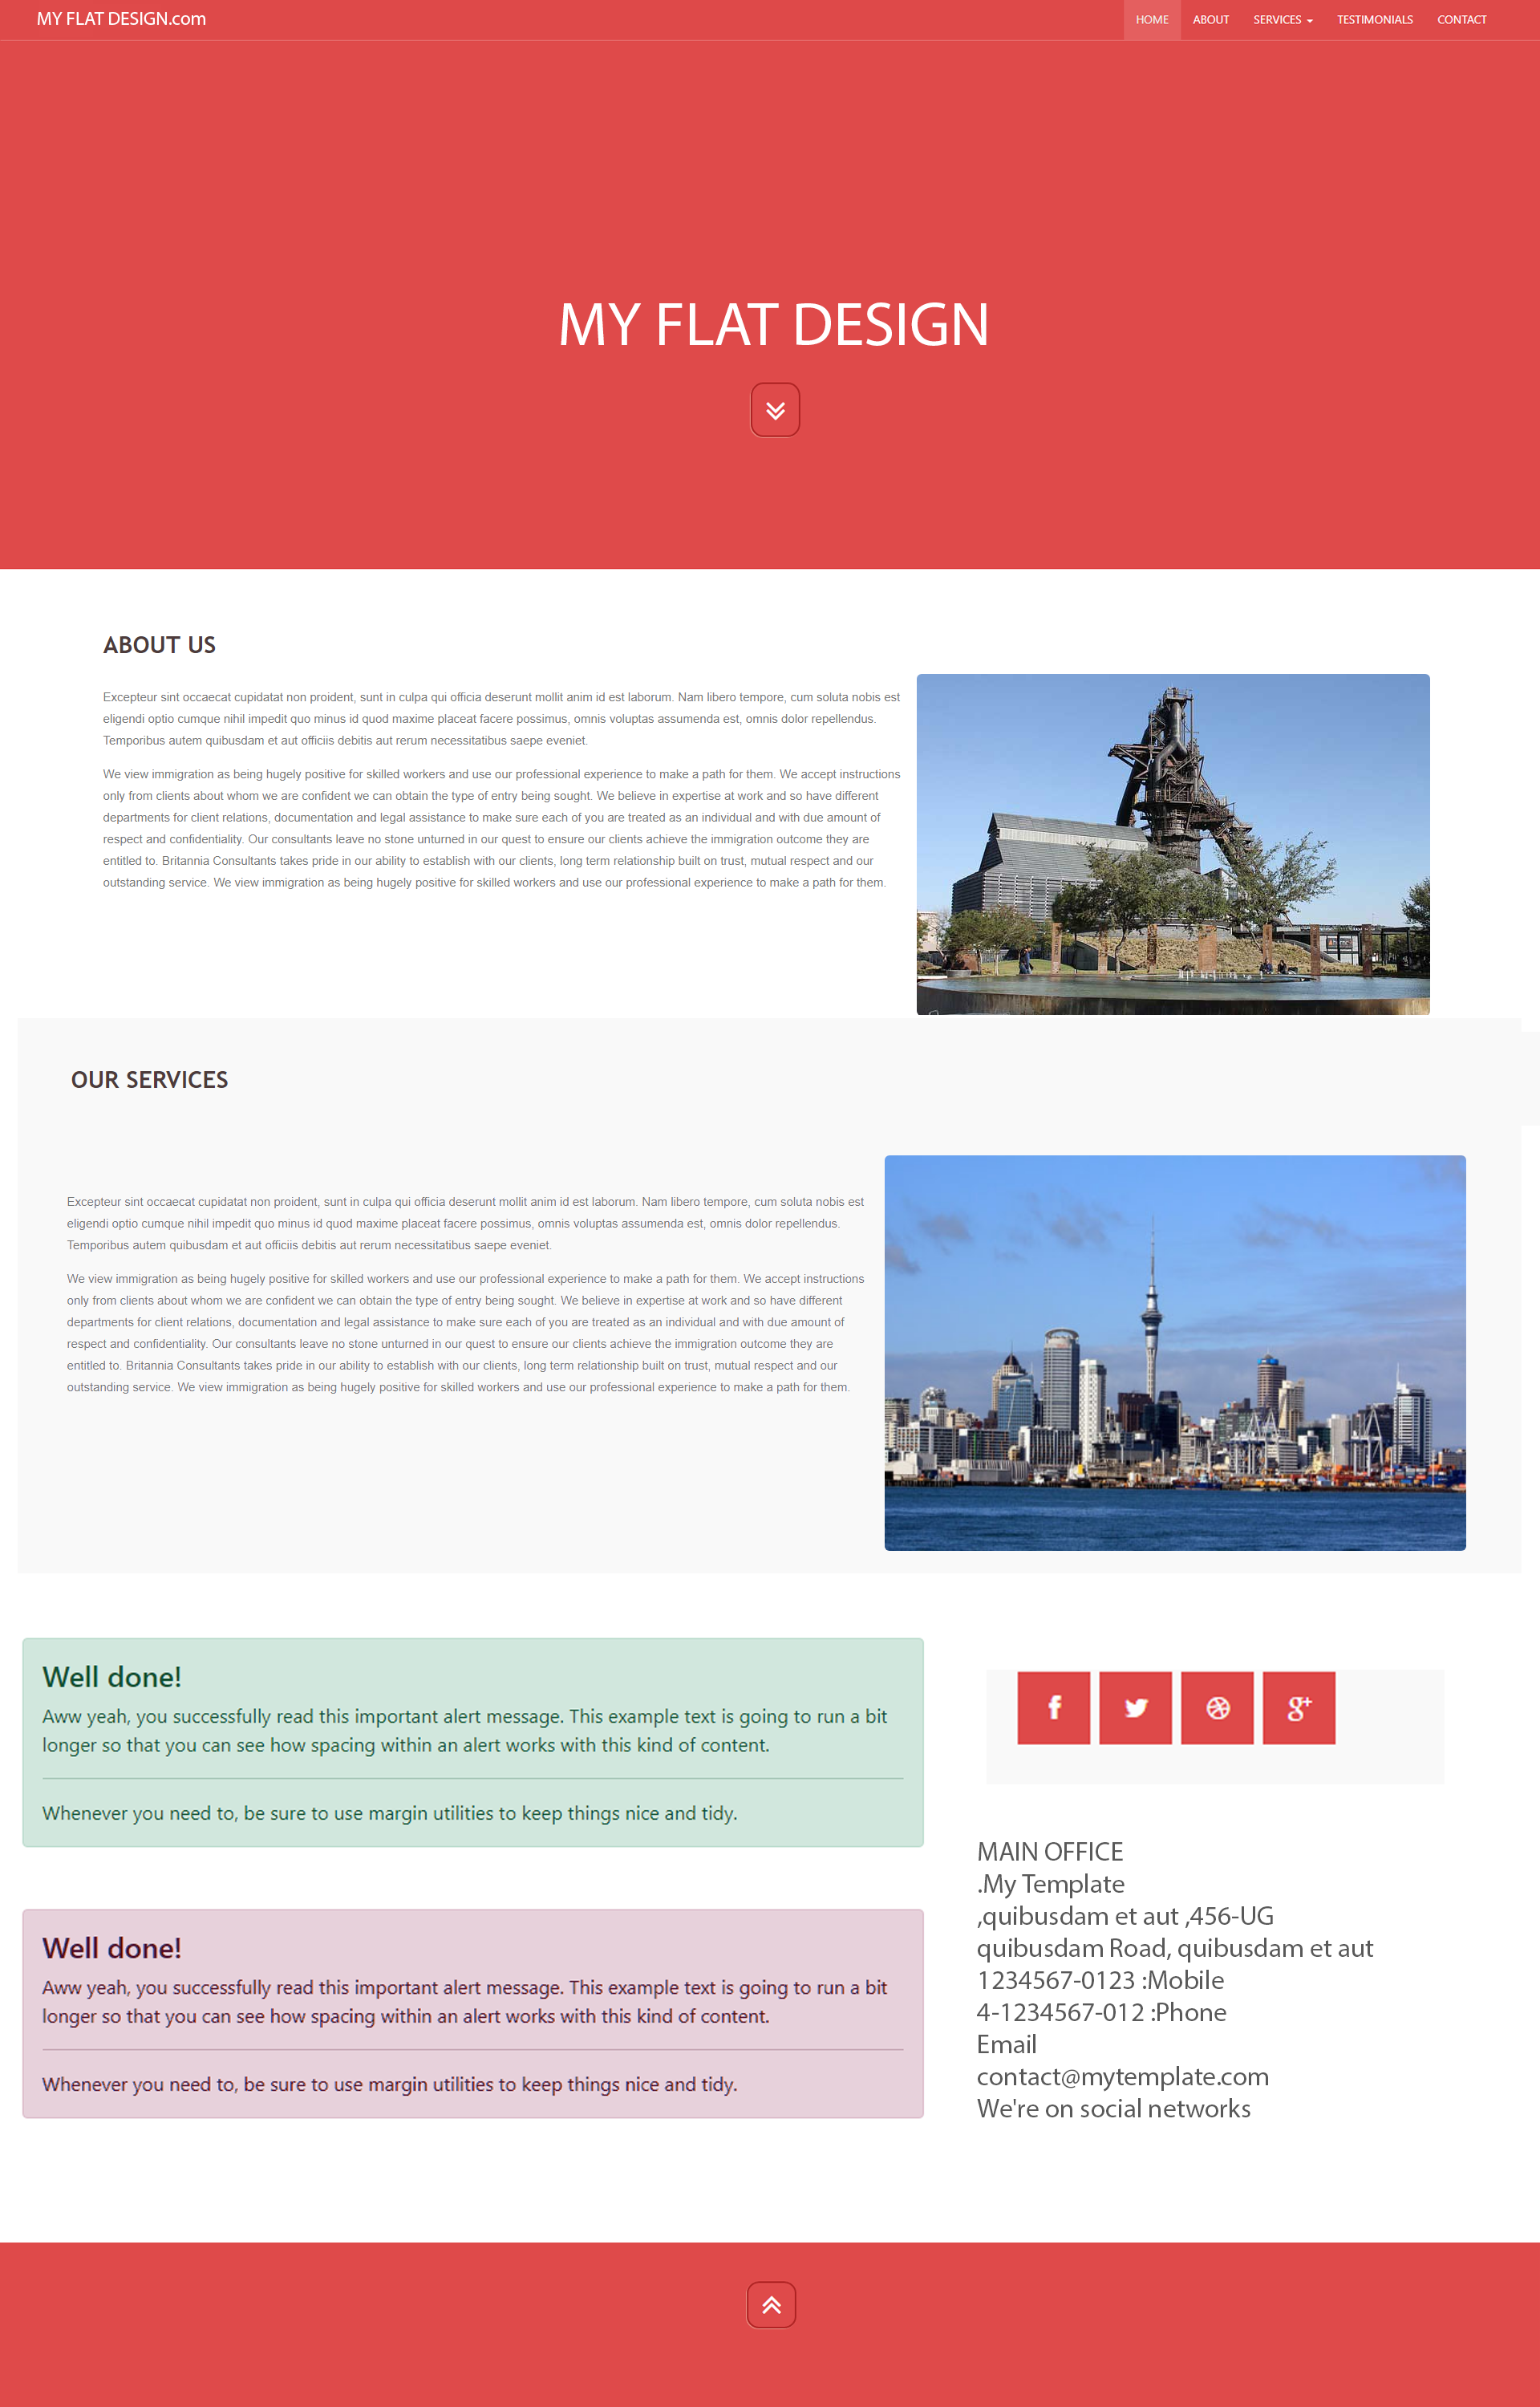 MY FLAT DESIGN.com
HOME ABOUT SERVICES TESTIMONIALS CONTACT
MY FLAT DESIGN
ABOUT US
Excepteur sint occaecat cupidatat non proident, sunt in culpa qui officia deserunt mollit anim id est laborum. Nam libero tempore, cum soluta nobis est
eligendi optio cumque nihil impedit quo minus id quod maxime placeat facere possimus, omnis voluptas assumenda est, omnis dolor repellendus.
Temporibus autem quibusdam et aut officiis debitis aut rerum necessitatibus saepe eveniet.
We view immigration as being hugely positive for skilled workers and use our professional experience to make a path for them. We accept instructions
only from clients about whom we are confident we can obtain the type of entry being sought. We believe in expertise at work and so have different
departments for client relations, documentation and legal assistance to make sure each of you are treated as an individual and with due amount of
respect and confidentiality. Our consultants leave no stone unturned in our quest to ensure our clients achieve the immigration outcome they are
entitled to. Britannia Consultants takes pride in our ability to establish with our clients, long term relationship built on trust, mutual respect and our
outstanding service. We view immigration as being hugely positive for skilled workers and use our professional experience to make a path for them.
OUR SERVICES
Excepteur sint occaecat cupidatat non proident, sunt in culpa qui officia deserunt mollit anim id est laborum. Nam libero tempore, cum soluta nobis est
eligendi optio cumque nihil impedit quo minus id quod maxime placeat facere possimus, omnis voluptas assumenda est, omnis dolor repellendus.
Temporibus autem quibusdam et aut officiis debitis aut rerum necessitatibus saepe eveniet.
We view immigration as being hugely positive for skilled workers and use our professional experience to make a path for them. We accept instructions
only from clients about whom we are confident we can obtain the type of entry being sought. We believe in expertise at work and so have different
departments for client relations, documentation and legal assistance to make sure each of you are treated as an individual and with due amount of
respect and confidentiality. Our consultants leave no stone unturned in our quest to ensure our clients achieve the immigration outcome they are
entitled to. Britannia Consultants takes pride in our ability to establish with our clients, long term relationship built on trust, mutual respect and our
outstanding service. We view immigration as being hugely positive for skilled workers and use our professional experience to make a path for them.
Well done!
Aww yeah, you successfully read this important alert message. This example text is going to run a bit
longer so that you can see how spacing within an alert works with this kind of content.
Whenever you need to, be sure to use margin utilities to keep things nice and tidy.
Well done!
Aww yeah, you successfully read this important alert message. This example text is going to run a bit
longer so that you can see how spacing within an alert works with this kind of content.
Whenever you need to, be sure to use margin utilities to keep things nice and tidy.
MAIN OFFICE
.My Template
,quibusdam et aut ,456-UG
quibusdam Road, quibusdam et aut
1234567-0123 :Mobile
4-1234567-012 :Phone
Email
contact@mytemplate.com
We're on social networks